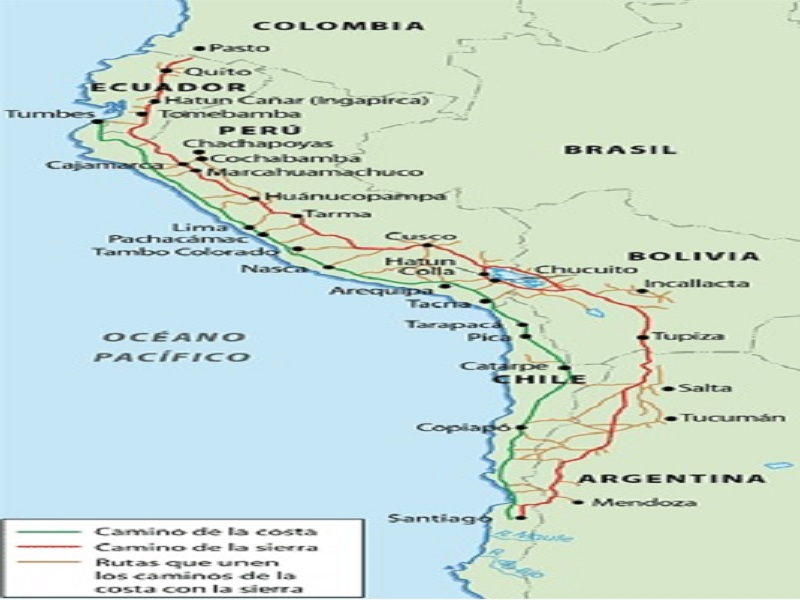 COLOMBIA
Pasto
Quito
ECUADOR
Hatun Cañar (Ingapirca)
Tumbes
Tomebamba
PERÚ
Chachapoyas
BRASIL
Cochabamba
Cajamarca
Marcahuamachuco
Huánucopampa
Tarma
Lima
Cusco
Pachacámac
Tambo Colorado
BOLIVIA
Hatun
Colla
Chucuito
Nasca
Incallacta
Arequipa
Tacna
Tarapacá
OCÉANO
PACÍFICO
Pica
Tupiza
Catarpe
CHILE
Salta
Tucumán
Copiapó
ARGENTINA
Mendoza
Santiago
Camino de la costa
Camino de la sierra
Rutas que unen
los caminos de la
costa con la sierra